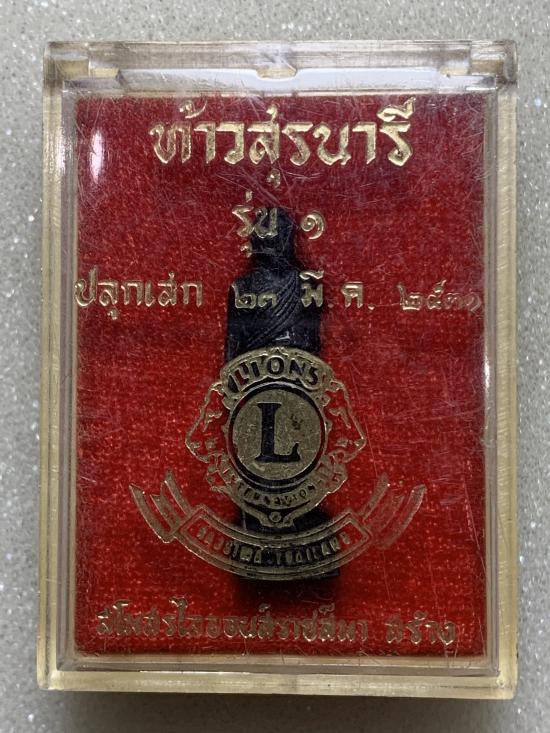 ท้าวสุรนารี
รุ่น ๑
ปลุกเสก ๒๓ มี.ค. ๒๕๓๑
LIONS
L
INTERNATIONAL
สโมสรไลออนส์ราชสีมา สร้าง